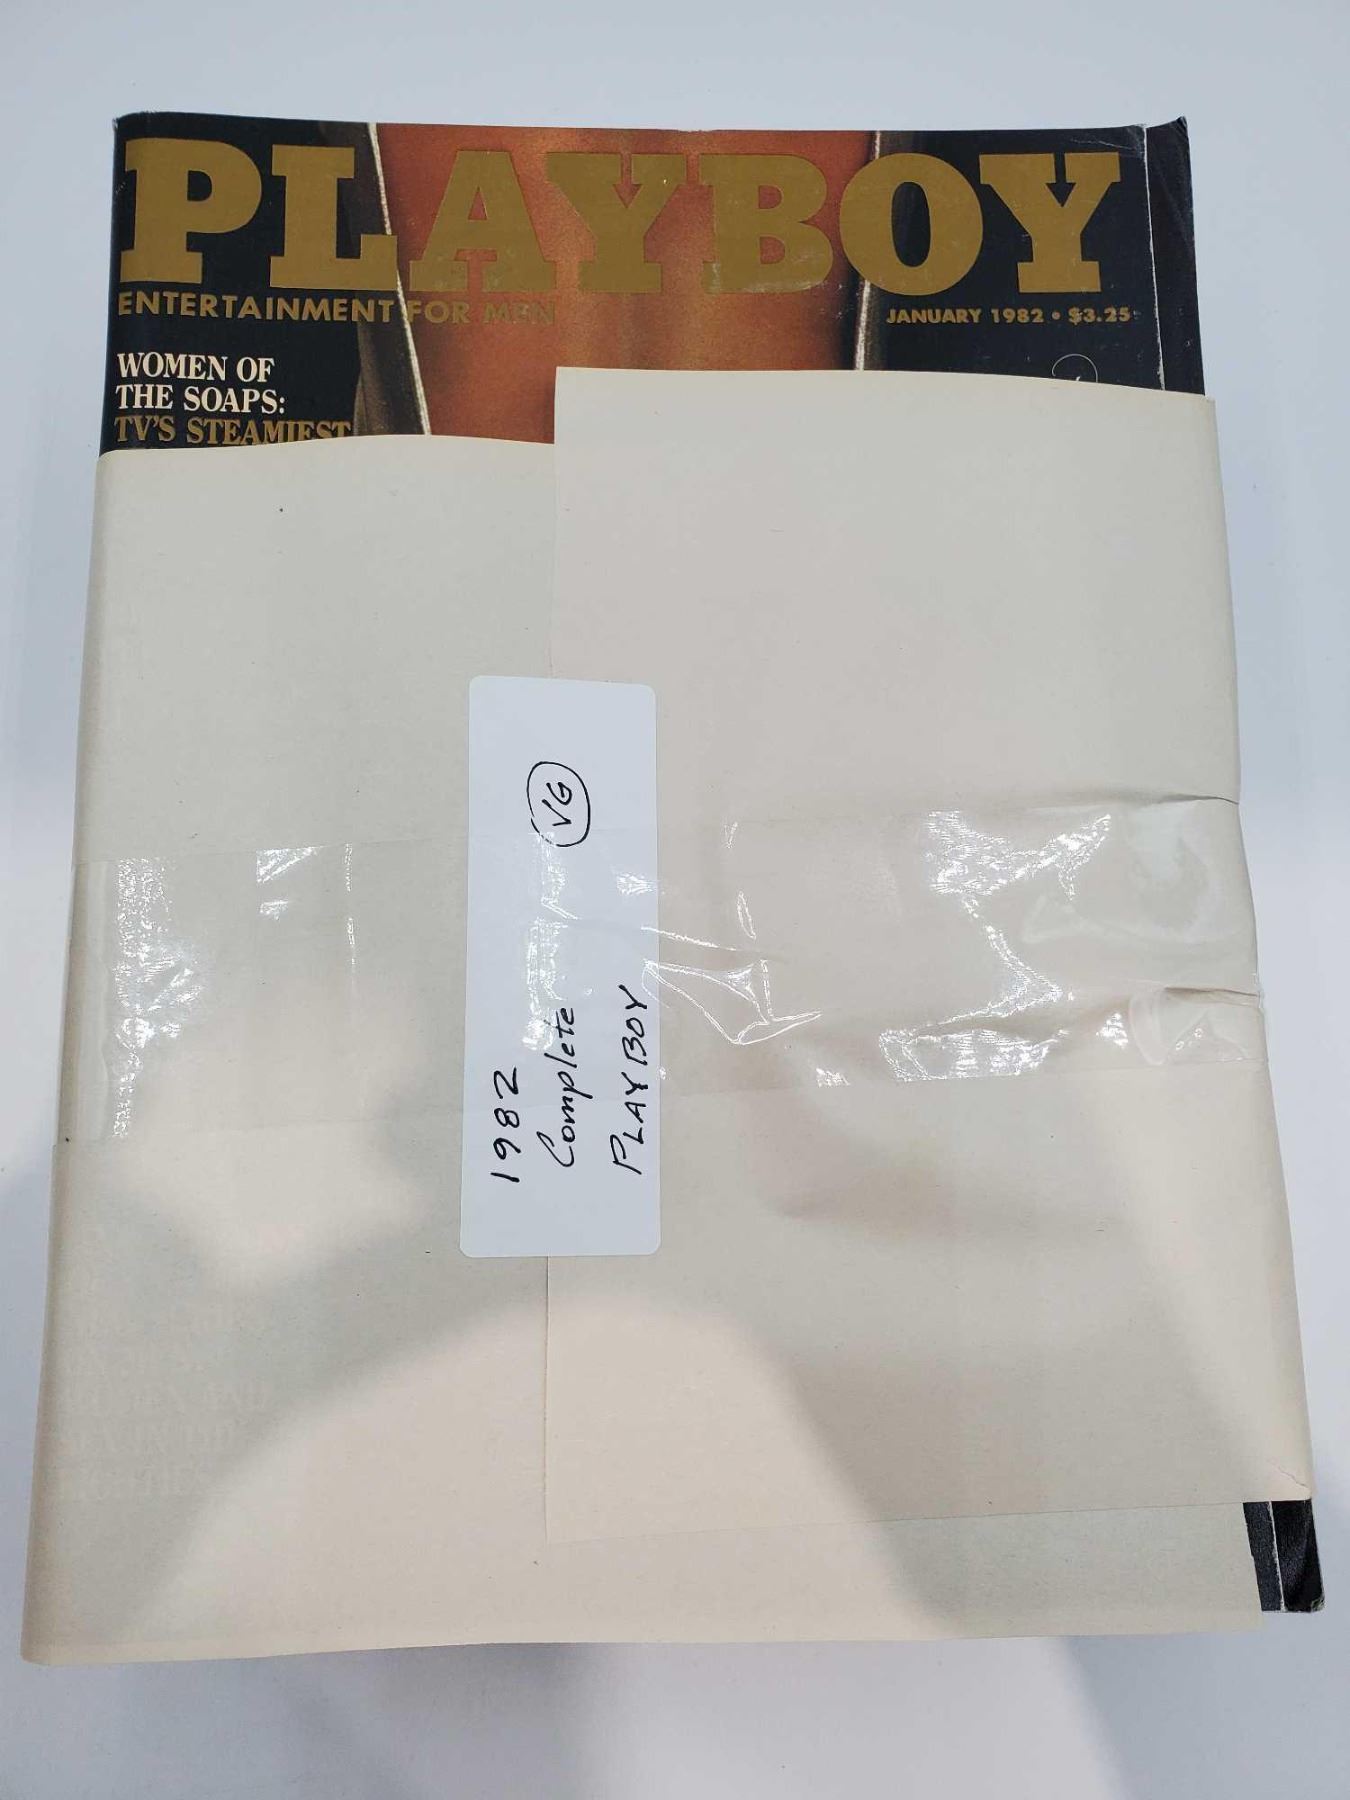 PLAYBOY
ENTERTAINMENT FOR MEN
JANUARY 1982 • $3.25
WOMEN OF
THE SOAPS:
TV'S STEAMIEST
1982
Complete VG
PLAYBOY